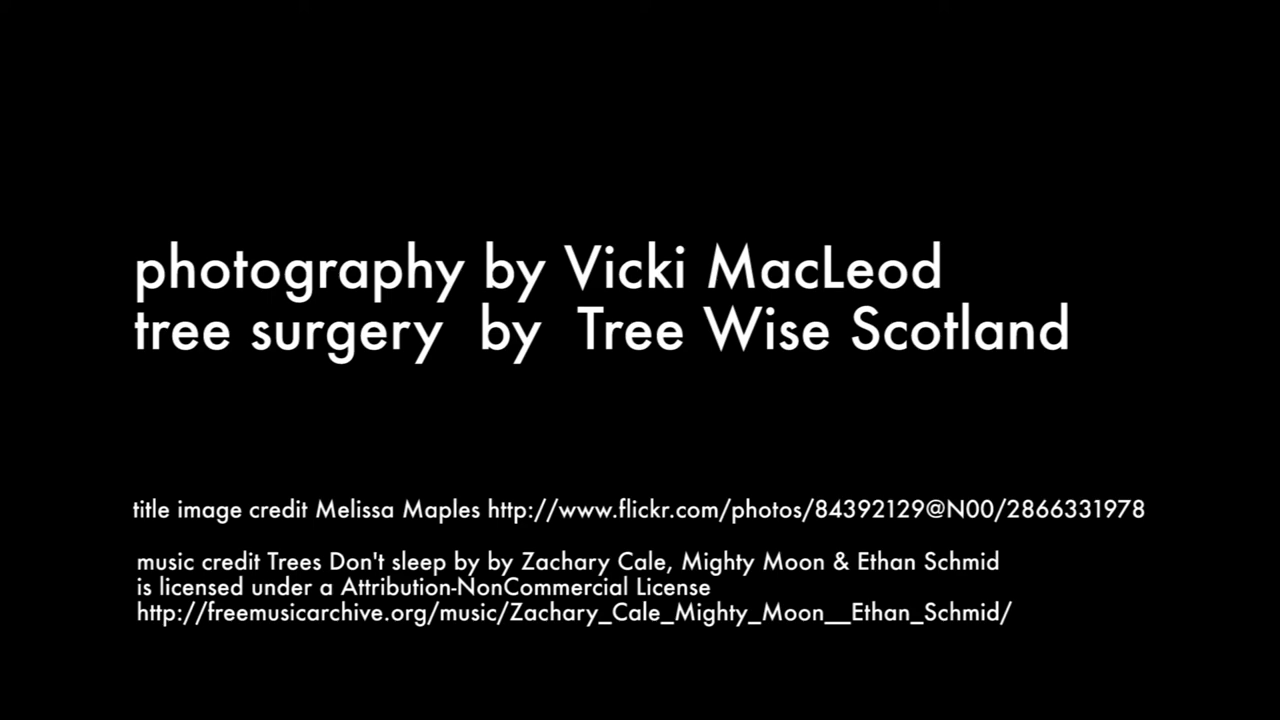 photography by Vicki MacLeod
tree surgery by Tree Wise Scotland
title image credit Melissa Maples http://www.flickr.com/photos/84392129@N00/2866331978
music credit Trees Don't sleep by by Zachary Cale, Mighty Moon & Ethan Schmid
is licensed under a Attribution-NonCommercial License
http://freemusicarchive.org/music/Zachary_Cale_Mighty_Moon__Ethan_Schmid/